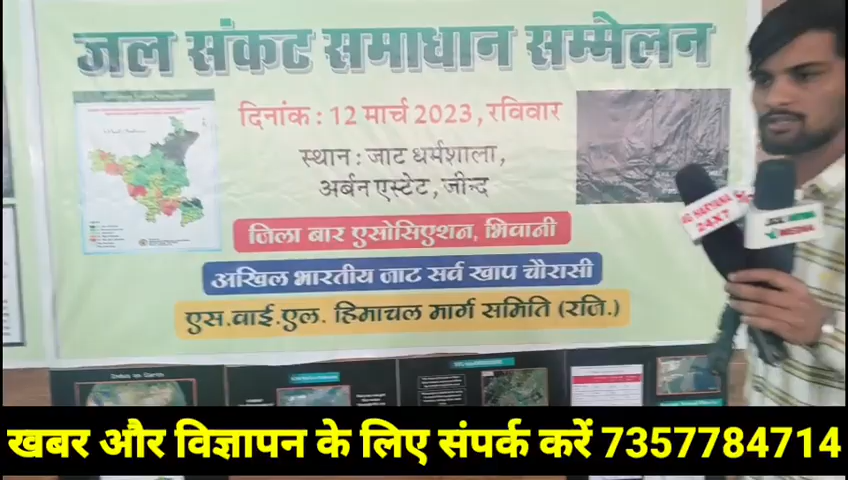 जल संकट समाधान सम्मेलन
दिनांक : 12 मार्च 2023, रविवार
स्थान : जाट धर्मशाला,
अर्बन एस्टेट, जीन्द
जिला बार एसोसिएशन, भिवानी
अखिल भारतीय जाट सर्व खाप चौरासी
एस.वाई.एल. हिमाचल मार्ग समिति (रजि.)
HARYANA
24X7
खबर और विज्ञापन के लिए संपर्क करें 7357784714